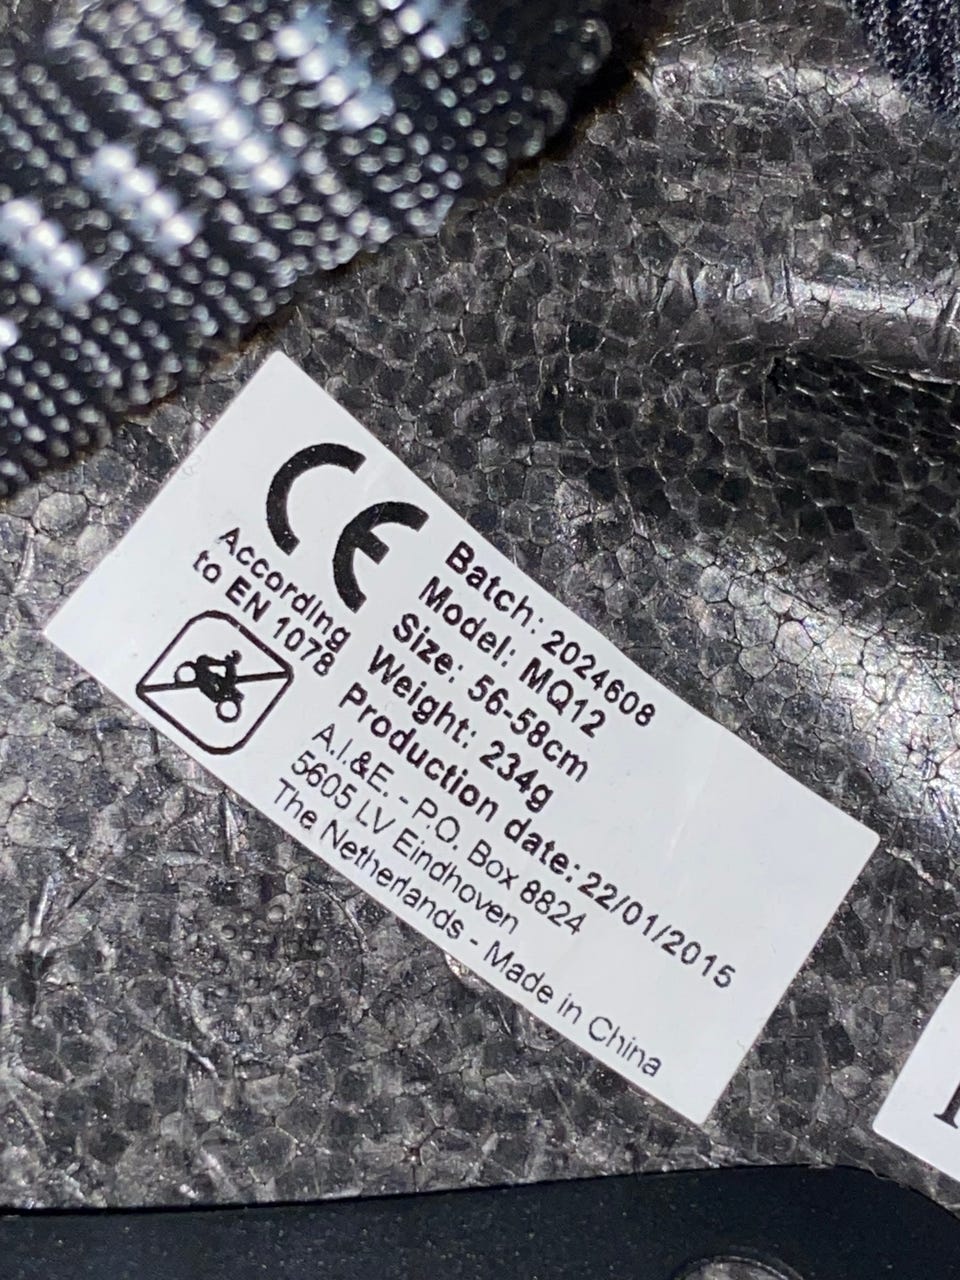 CE
According
to EN 1078
Batch: 2024608
Model: MQ12
Size: 56-58cm
Weight: 234g
Production date: 22/01/2015
A.I.&E. - P.O. Box 8824
5605 LV Eindhoven
The Netherlands - Made in China